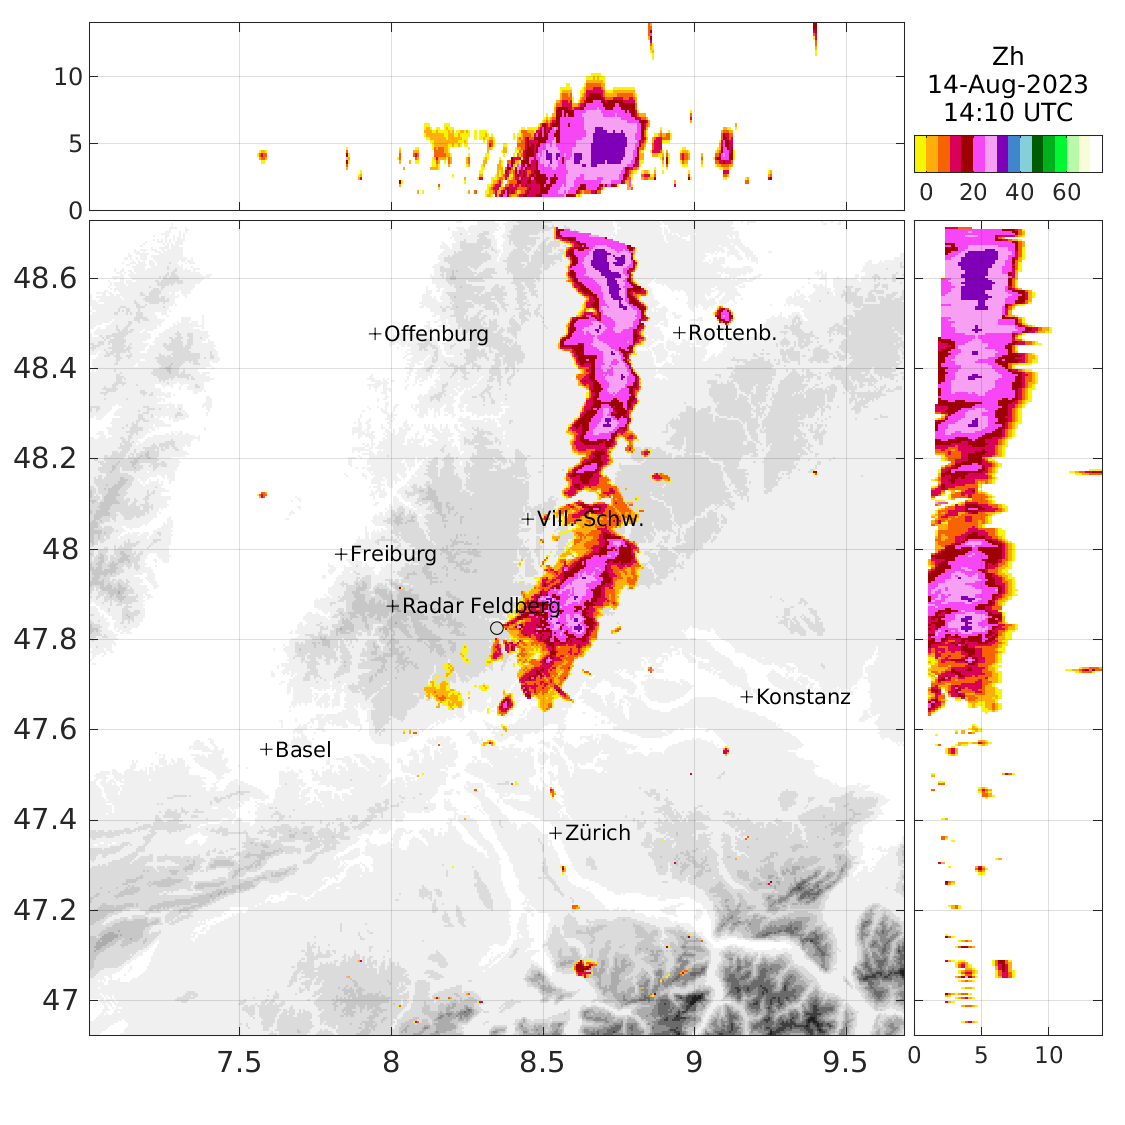 Zh
14-Aug-2023
14:10 UTC
0 20 40 60
10
5
0
48.6
48.4
48.2
48
47.8
47.6
47.4
47.2
47
+Offenburg
+Rottenb.
+Vill.-Schw.
+Freiburg
+Radar Feldberg
+Konstanz
+Basel
+Zürich
7.5 8 8.5 9 9.5
0 5 10